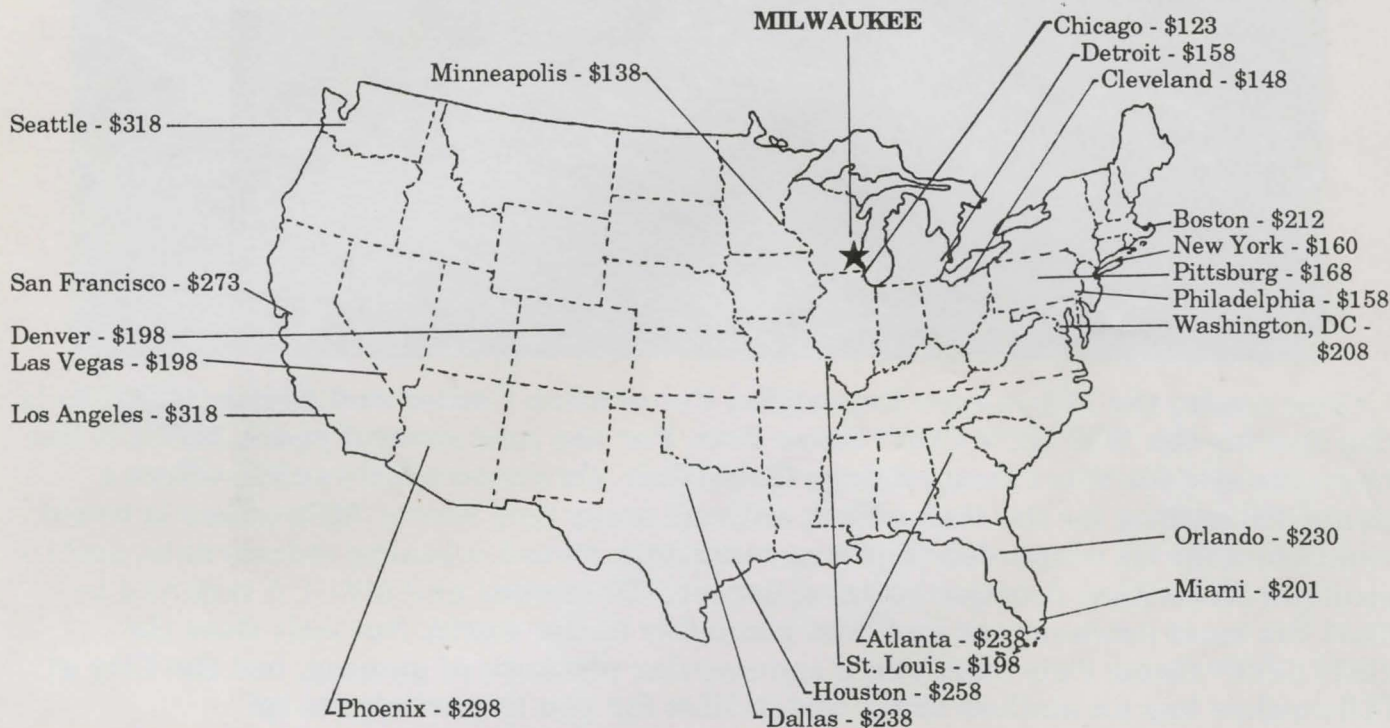 MILWAUKEE
Chicago - $123
Detroit - $158
Cleveland - $148
Minneapolis - $138
Seattle - $318
Boston - $212
New York - $160
Pittsburg - $168
Philadelphia - $158
Washington, DC -
$208
San Francisco - $273
Denver - $198
Las Vegas - $198
Los Angeles - $318
Orlando - $230
Miami - $201
Atlanta - $238
St. Louis - $198
Houston - $258
Dallas - $238
Phoenix - $298